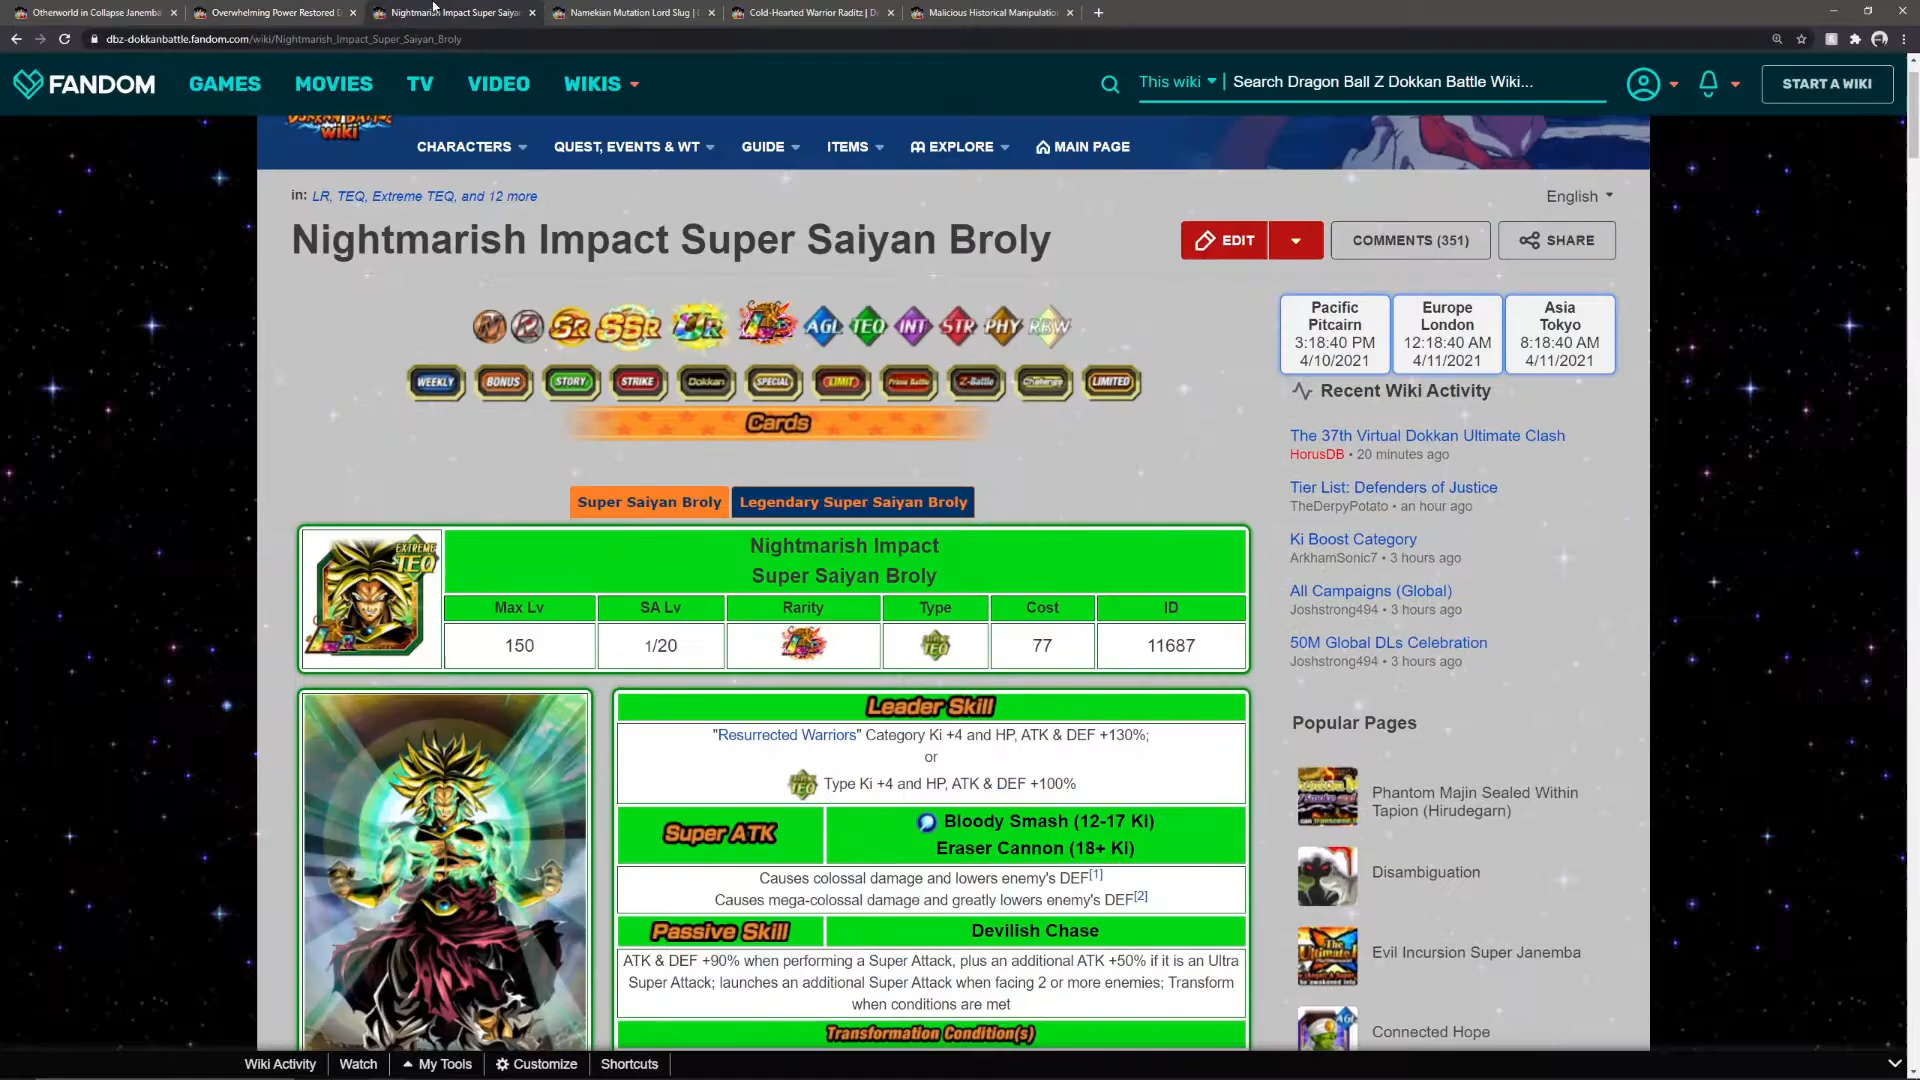 Otherworld in Collapse Janemba
Overwhelming Power Restored D
Nightmarish Impact Super Saiyan
Namekian Mutation Lord Slug |
Cold-Hearted Warrior Raditz | D
Malicious Historical Manipulation
dbz-dokkanbattle.fandom.com/wiki/Nightmarish_Impact_Super_Saiyan_Broly
FANDOM
GAMES
MOVIES
TV
VIDEO
WIKIS
This wiki
Search Dragon Ball Z Dokkan Battle Wiki...
START A WIKI
DOKKAN BATTLE
Wiki
CHARACTERS
QUEST, EVENTS & WT
GUIDE
ITEMS
EXPLORE
MAIN PAGE
in: LR, TEQ, Extreme TEQ, and 12 more
English
Nightmarish Impact Super Saiyan Broly
EDIT
COMMENTS (351)
SHARE
N R SR SSR UR LR AGL TEQ INT STR PHY RBW
WEEKLY BONUS STORY STRIKE Dokkan SPECIAL LIMIT Prime Battle Z-Battle Challenge LIMITED
Cards
Pacific
Pitcairn
3:18:40 PM
4/10/2021
Europe
London
12:18:40 AM
4/11/2021
Asia
Tokyo
8:18:40 AM
4/11/2021
Recent Wiki Activity
The 37th Virtual Dokkan Ultimate Clash
HorusDB • 20 minutes ago
Tier List: Defenders of Justice
TheDerpyPotato • an hour ago
Ki Boost Category
ArkhamSonic7 • 3 hours ago
All Campaigns (Global)
Joshstrong494 • 3 hours ago
50M Global DLs Celebration
Joshstrong494 • 3 hours ago
Popular Pages
Phantom Majin Sealed Within
Tapion (Hirudegarn)
Disambiguation
Evil Incursion Super Janemba
Connected Hope
Super Saiyan Broly
Legendary Super Saiyan Broly
EXTREME
TEQ
LR
Nightmarish Impact
Super Saiyan Broly
Max Lv
SA Lv
Rarity
Type
Cost
ID
150
1/20
LR
EXTREME TEQ
77
11687
Leader Skill
"Resurrected Warriors" Category Ki +4 and HP, ATK & DEF +130%;
or
Type Ki +4 and HP, ATK & DEF +100%
Super ATK
Bloody Smash (12-17 Ki)
Eraser Cannon (18+ Ki)
Causes colossal damage and lowers enemy's DEF[1]
Causes mega-colossal damage and greatly lowers enemy's DEF[2]
Passive Skill
Devilish Chase
ATK & DEF +90% when performing a Super Attack, plus an additional ATK +50% if it is an Ultra
Super Attack; launches an additional Super Attack when facing 2 or more enemies; Transform
when conditions are met
Transformation Condition(s)
Wiki Activity
Watch
My Tools
Customize
Shortcuts